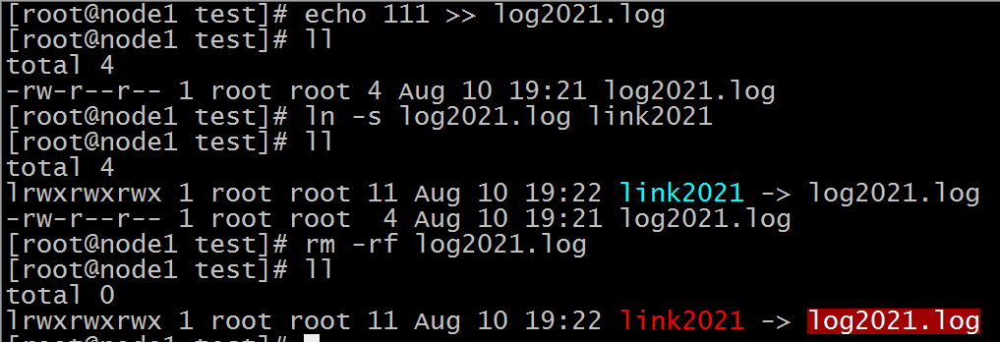 [root@node1 test]# echo 111 >> log2021.log
[root@node1 test]# ll
total 4
-rw-r--r-- 1 root root 4 Aug 10 19:21 log2021.log
[root@node1 test]# ln -s log2021.log link2021
[root@node1 test]# ll
total 4
lrwxrwxrwx 1 root root 11 Aug 10 19:22 link2021 -> log2021.log
-rw-r--r-- 1 root root  4 Aug 10 19:21 log2021.log
[root@node1 test]# rm -rf log2021.log
[root@node1 test]# ll
total 0
lrwxrwxrwx 1 root root 11 Aug 10 19:22 link2021 -> log2021.log
[root@node1 test]#